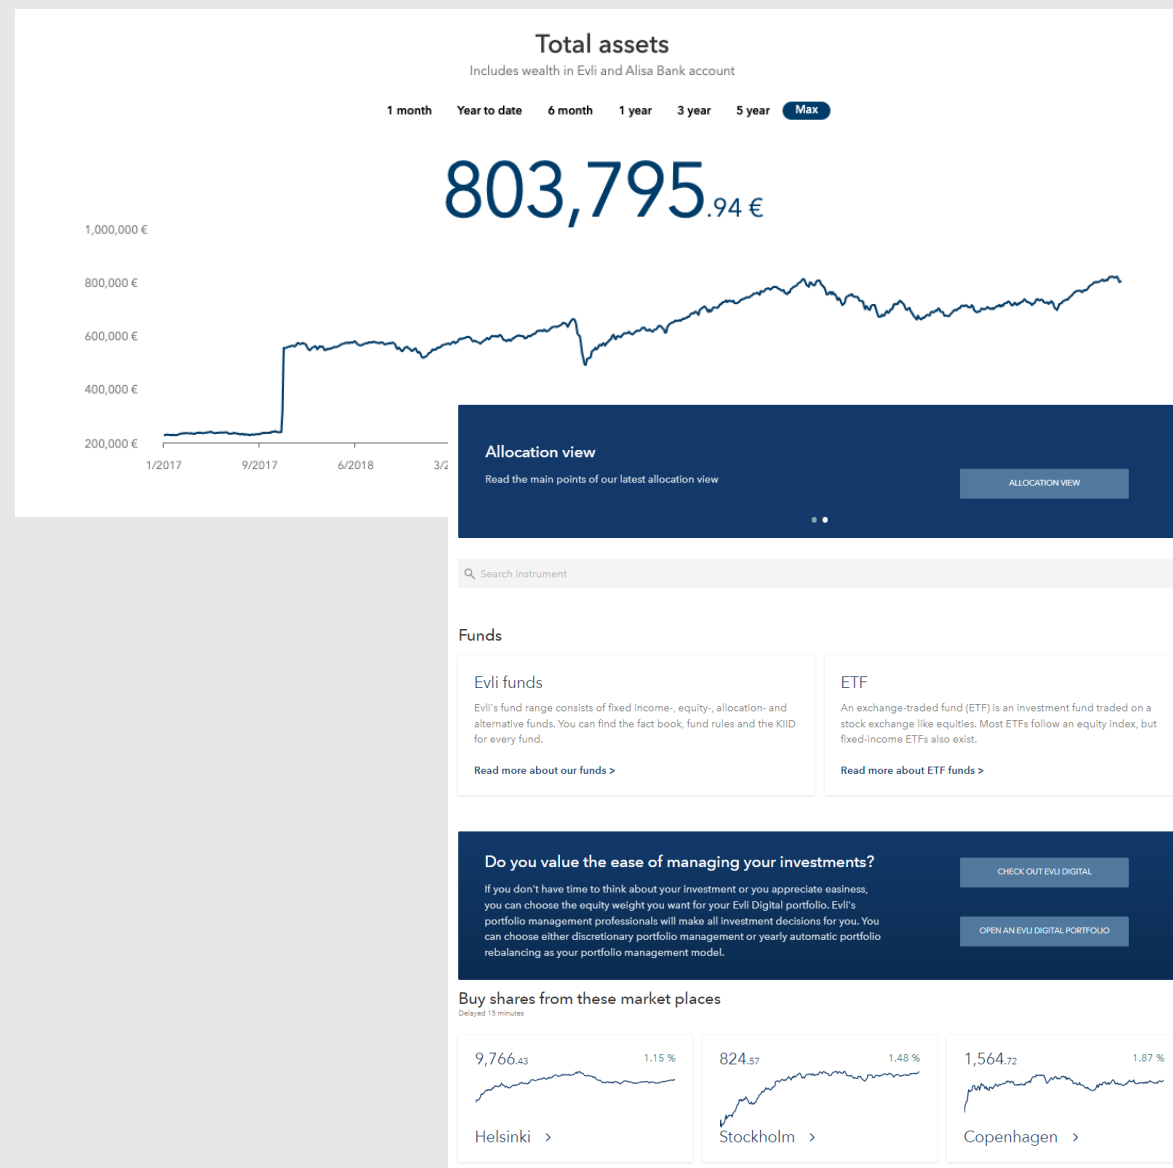 Total assets
Includes wealth in Evli and Alisa Bank account
1 month Year to date 6 month 1 year 3 year 5 year Max
803,795.94 €
1,000,000 €
800,000 €
600,000 €
400,000 €
200,000 €
1/2017 9/2017 6/2018 3/2
Allocation view
Read the main points of our latest allocation view
ALLOCATION VIEW
Search instrument
Funds
Evli funds
Evli's fund range consists of fixed income-, equity-, allocation- and
alternative funds. You can find the fact book, fund rules and the KIID
for every fund.
Read more about our funds >
ETF
An exchange-traded fund (ETF) is an investment fund traded on a
stock exchange like equities. Most ETFs follow an equity index, but
fixed-income ETFs also exist.
Read more about ETF funds >
Do you value the ease of managing your investments?
If you don't have time to think about your investment or you appreciate easiness,
you can choose the equity weight you want for your Evli Digital portfolio. Evli's
portfolio management professionals will make all investment decisions for you. You
can choose either discretionary portfolio management or yearly automatic portfolio
rebalancing as your portfolio management model.
CHECK OUT EVLI DIGITAL
OPEN AN EVLI DIGITAL PORTFOLIO
Buy shares from these market places
Delayed 15 minutes
9,766.43 1.15 %
Helsinki >
824.57 1.48 %
Stockholm >
1,564.72 1.87 %
Copenhagen >